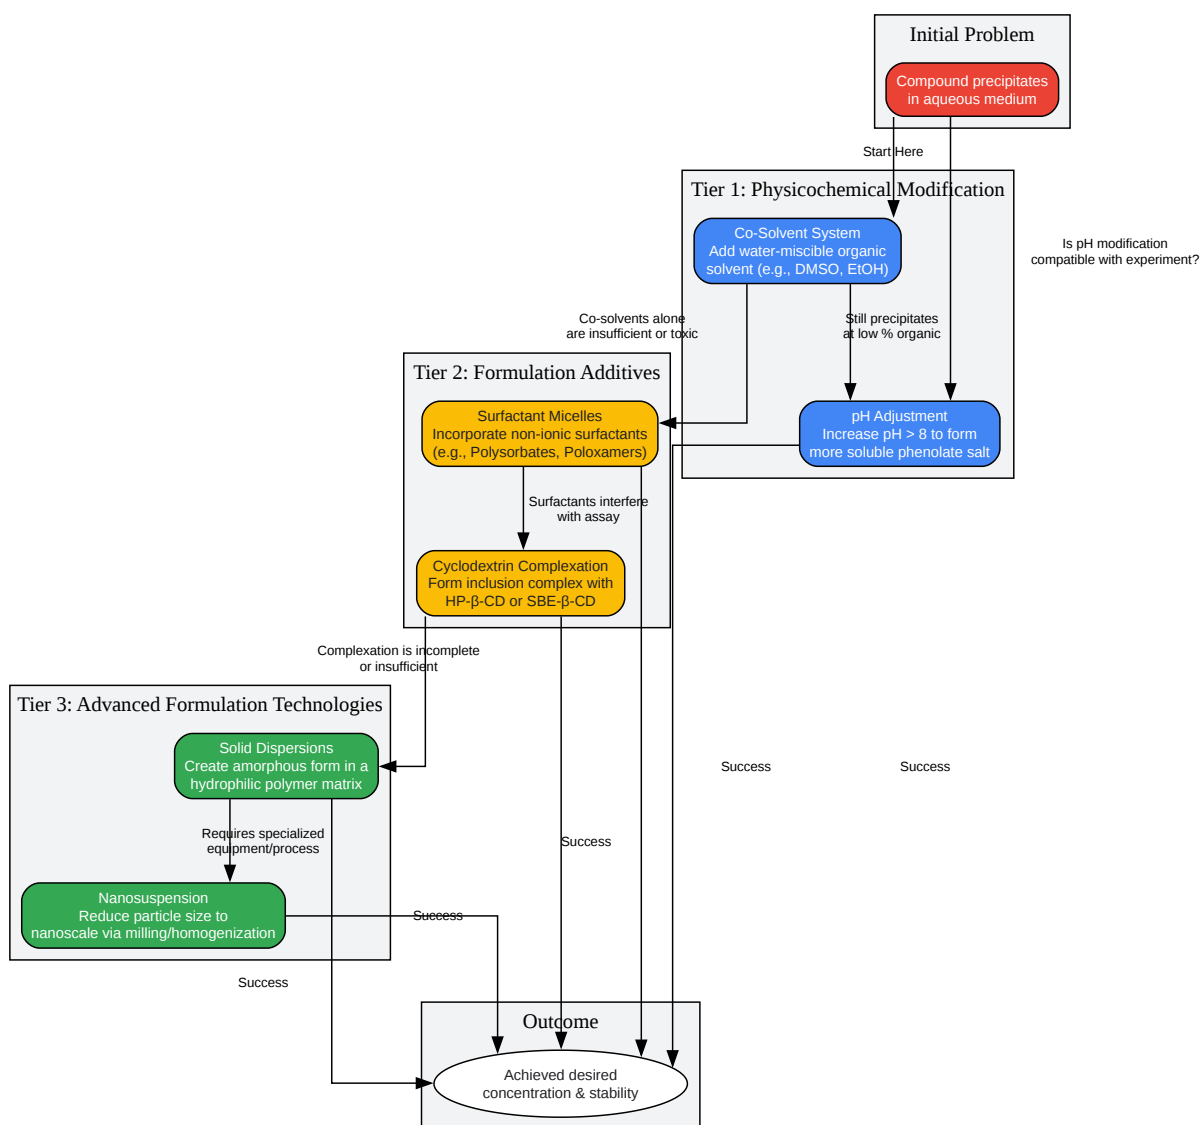 Initial Problem
Compound precipitates
in aqueous medium
Start Here
Tier 1: Physicochemical Modification
Co-Solvent System
Add water-miscible organic
solvent (e.g., DMSO, EtOH)
Is pH modification
compatible with experiment?
Co-solvents alone
are insufficient or toxic
Still precipitates
at low % organic
Tier 2: Formulation Additives
Surfactant Micelles
Incorporate non-ionic surfactants
(e.g., Polysorbates, Poloxamers)
pH Adjustment
Increase pH > 8 to form
more soluble phenolate salt
Surfactants interfere
with assay
Cyclodextrin Complexation
Form inclusion complex with
HP-β-CD or SBE-β-CD
Complexation is incomplete
or insufficient
Tier 3: Advanced Formulation Technologies
Solid Dispersions
Create amorphous form in a
hydrophilic polymer matrix
Success
Success
Requires specialized
equipment/process
Success
Nanosuspension
Reduce particle size to
nanoscale via milling/homogenization
Success
Success
Outcome
Achieved desired
concentration & stability